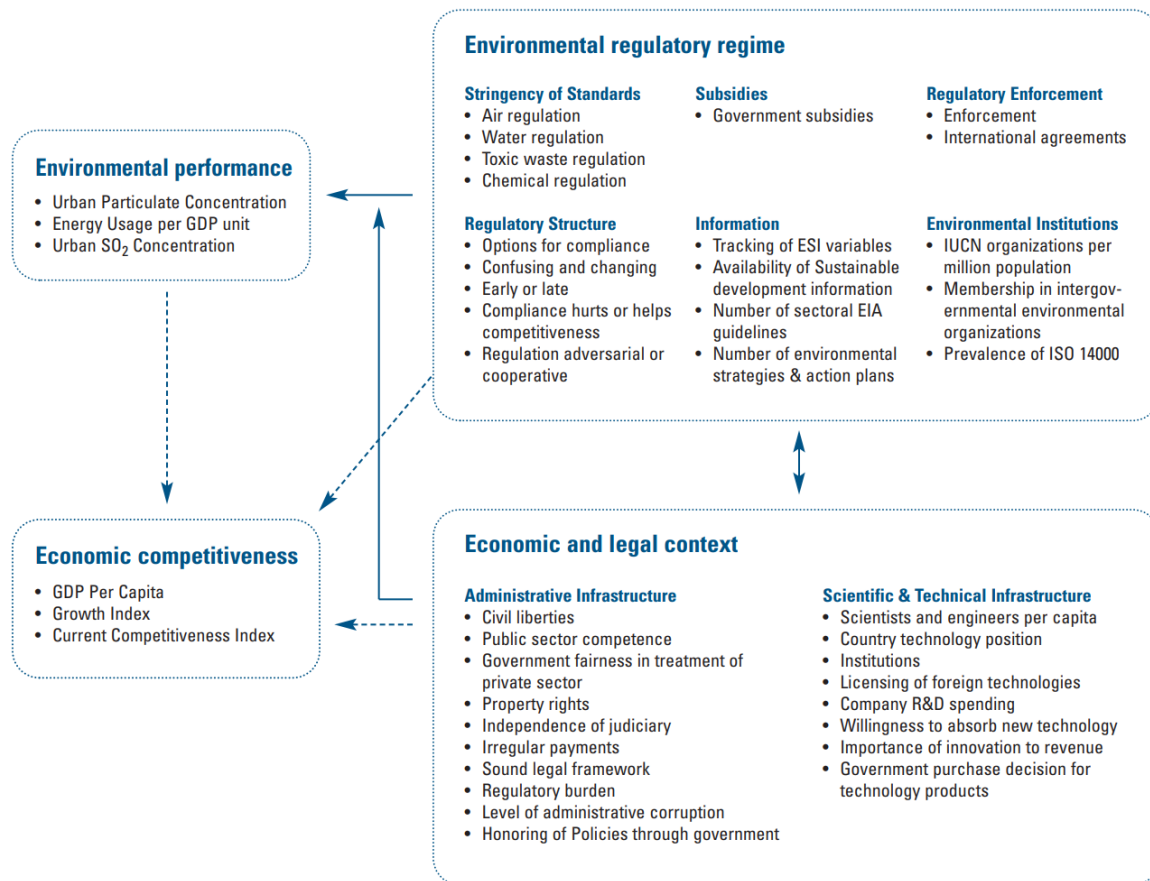 Environmental performance
• Urban Particulate Concentration
• Energy Usage per GDP unit
• Urban SO2 Concentration
Economic competitiveness
• GDP Per Capita
• Growth Index
• Current Competitiveness Index
Environmental regulatory regime
Stringency of Standards
• Air regulation
• Water regulation
• Toxic waste regulation
• Chemical regulation
Subsidies
• Government subsidies
Regulatory Enforcement
• Enforcement
• International agreements
Regulatory Structure
• Options for compliance
• Confusing and changing
• Early or late
• Compliance hurts or helps
competitiveness
• Regulation adversarial or
cooperative
Information
• Tracking of ESI variables
• Availability of Sustainable
development information
• Number of sectoral EIA
guidelines
• Number of environmental
strategies & action plans
Environmental Institutions
• IUCN organizations per
million population
• Membership in intergov-
ernmental environmental
organizations
• Prevalence of ISO 14000
Economic and legal context
Administrative Infrastructure
• Civil liberties
• Public sector competence
• Government fairness in treatment of
private sector
• Property rights
• Independence of judiciary
• Irregular payments
• Sound legal framework
• Regulatory burden
• Level of administrative corruption
• Honoring of Policies through government
Scientific & Technical Infrastructure
• Scientists and engineers per capita
• Country technology position
• Institutions
• Licensing of foreign technologies
• Company R&D spending
• Willingness to absorb new technology
• Importance of innovation to revenue
• Government purchase decision for
technology products